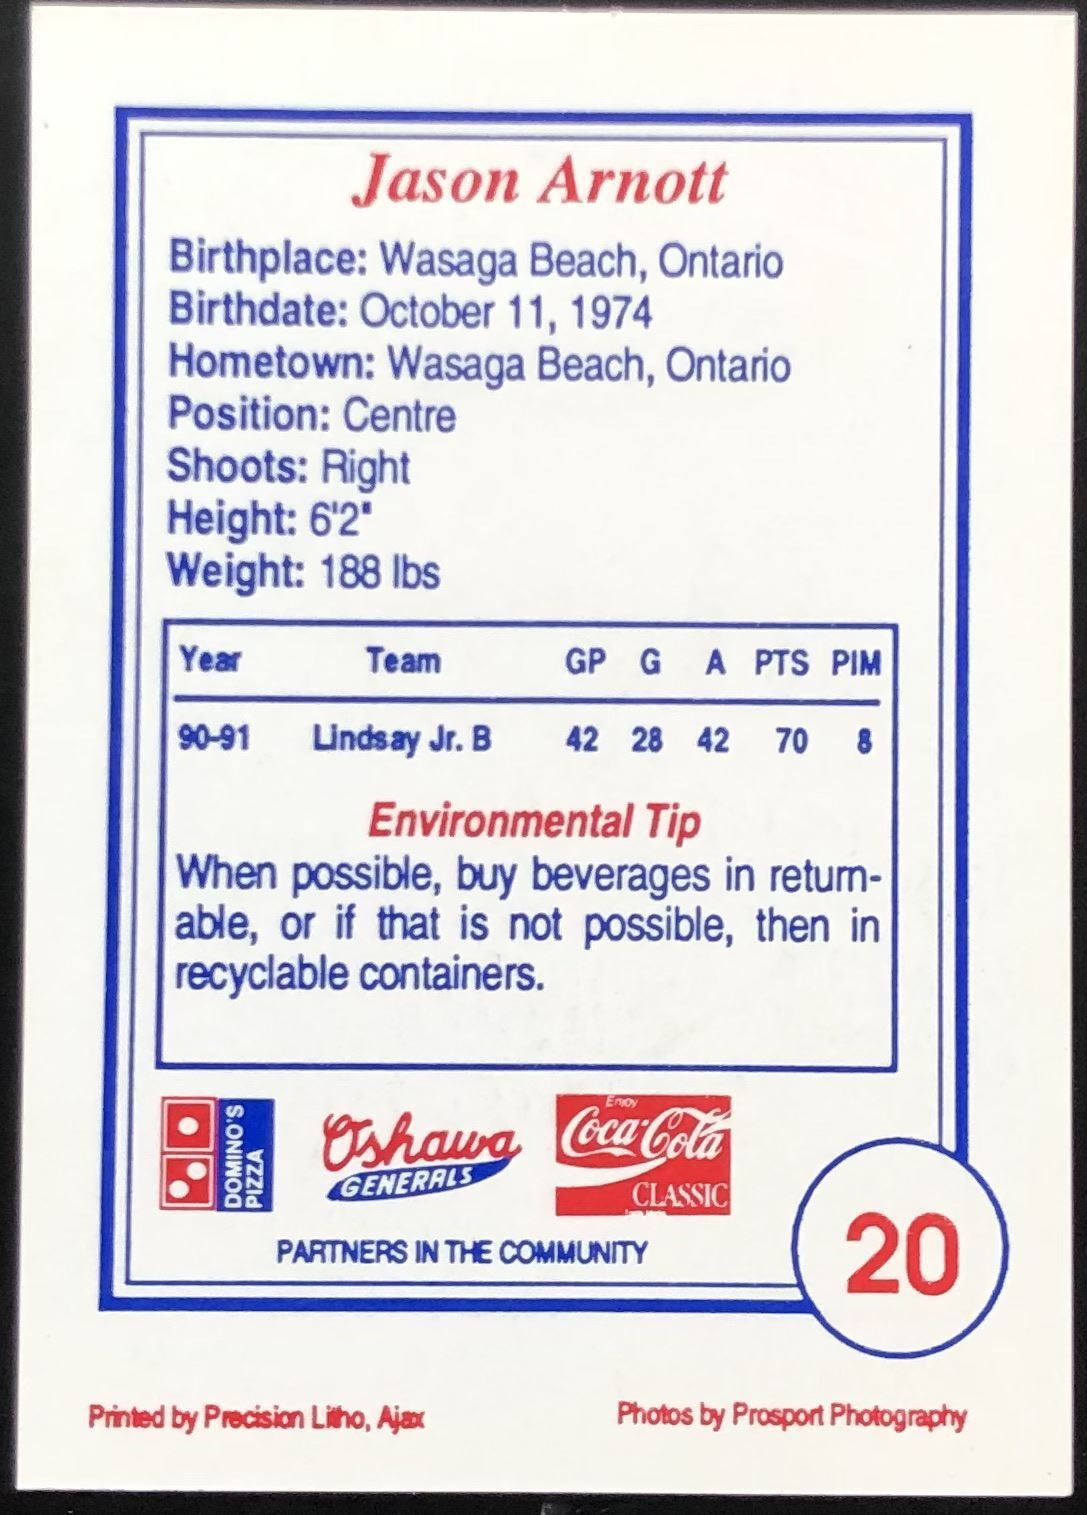 Jason Arnott
Birthplace: Wasaga Beach, Ontario
Birthdate: October 11, 1974
Hometown: Wasaga Beach, Ontario
Position: Centre
Shoots: Right
Height: 6'2"
Weight: 188 lbs
Year Team GP G A PTS PIM
90-91 Lindsay Jr. B 42 28 42 70 8
Environmental Tip
When possible, buy beverages in return-
able, or if that is not possible, then in
recyclable containers.
DOMINO'S
PIZZA
Oshawa
GENERALS
Enjoy
Coca-Cola
CLASSIC
PARTNERS IN THE COMMUNITY
20
Printed by Precision Litho, Ajax
Photos by Prosport Photography